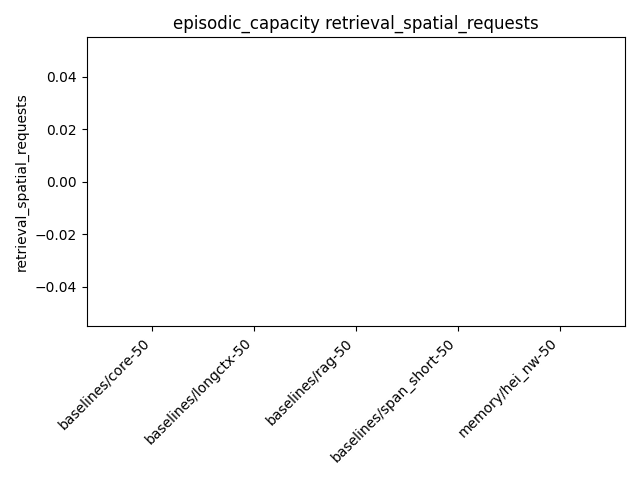 episodic_capacity retrieval_spatial_requests
retrieval_spatial_requests
0.04
0.02
0.00
−0.02
−0.04
baselines/core-50
baselines/longctx-50
baselines/rag-50
baselines/span_short-50
memory/hei_nw-50